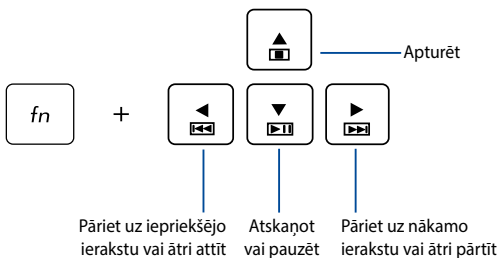 Apturēt
fn +
Pāriet uz iepriekšējo
ierakstu vai ātri attīt
Atskaņot
vai pauzēt
Pāriet uz nākamo
ierakstu vai ātri pārtīt